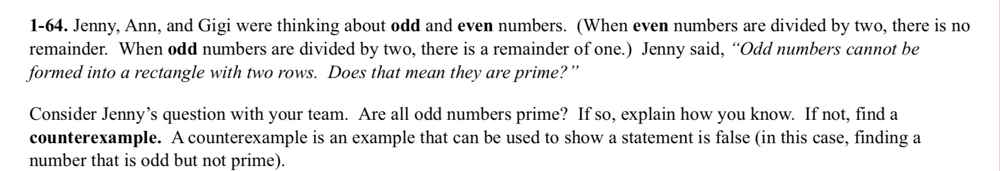 1-64. Jenny, Ann, and Gigi were thinking about odd and even numbers.  (When even numbers are divided by two, there is no
remainder.  When odd numbers are divided by two, there is a remainder of one.)  Jenny said, “Odd numbers cannot be
formed into a rectangle with two rows.  Does that mean they are prime?”
Consider Jenny’s question with your team.  Are all odd numbers prime?  If so, explain how you know.  If not, find a
counterexample.  A counterexample is an example that can be used to show a statement is false (in this case, finding a
number that is odd but not prime).